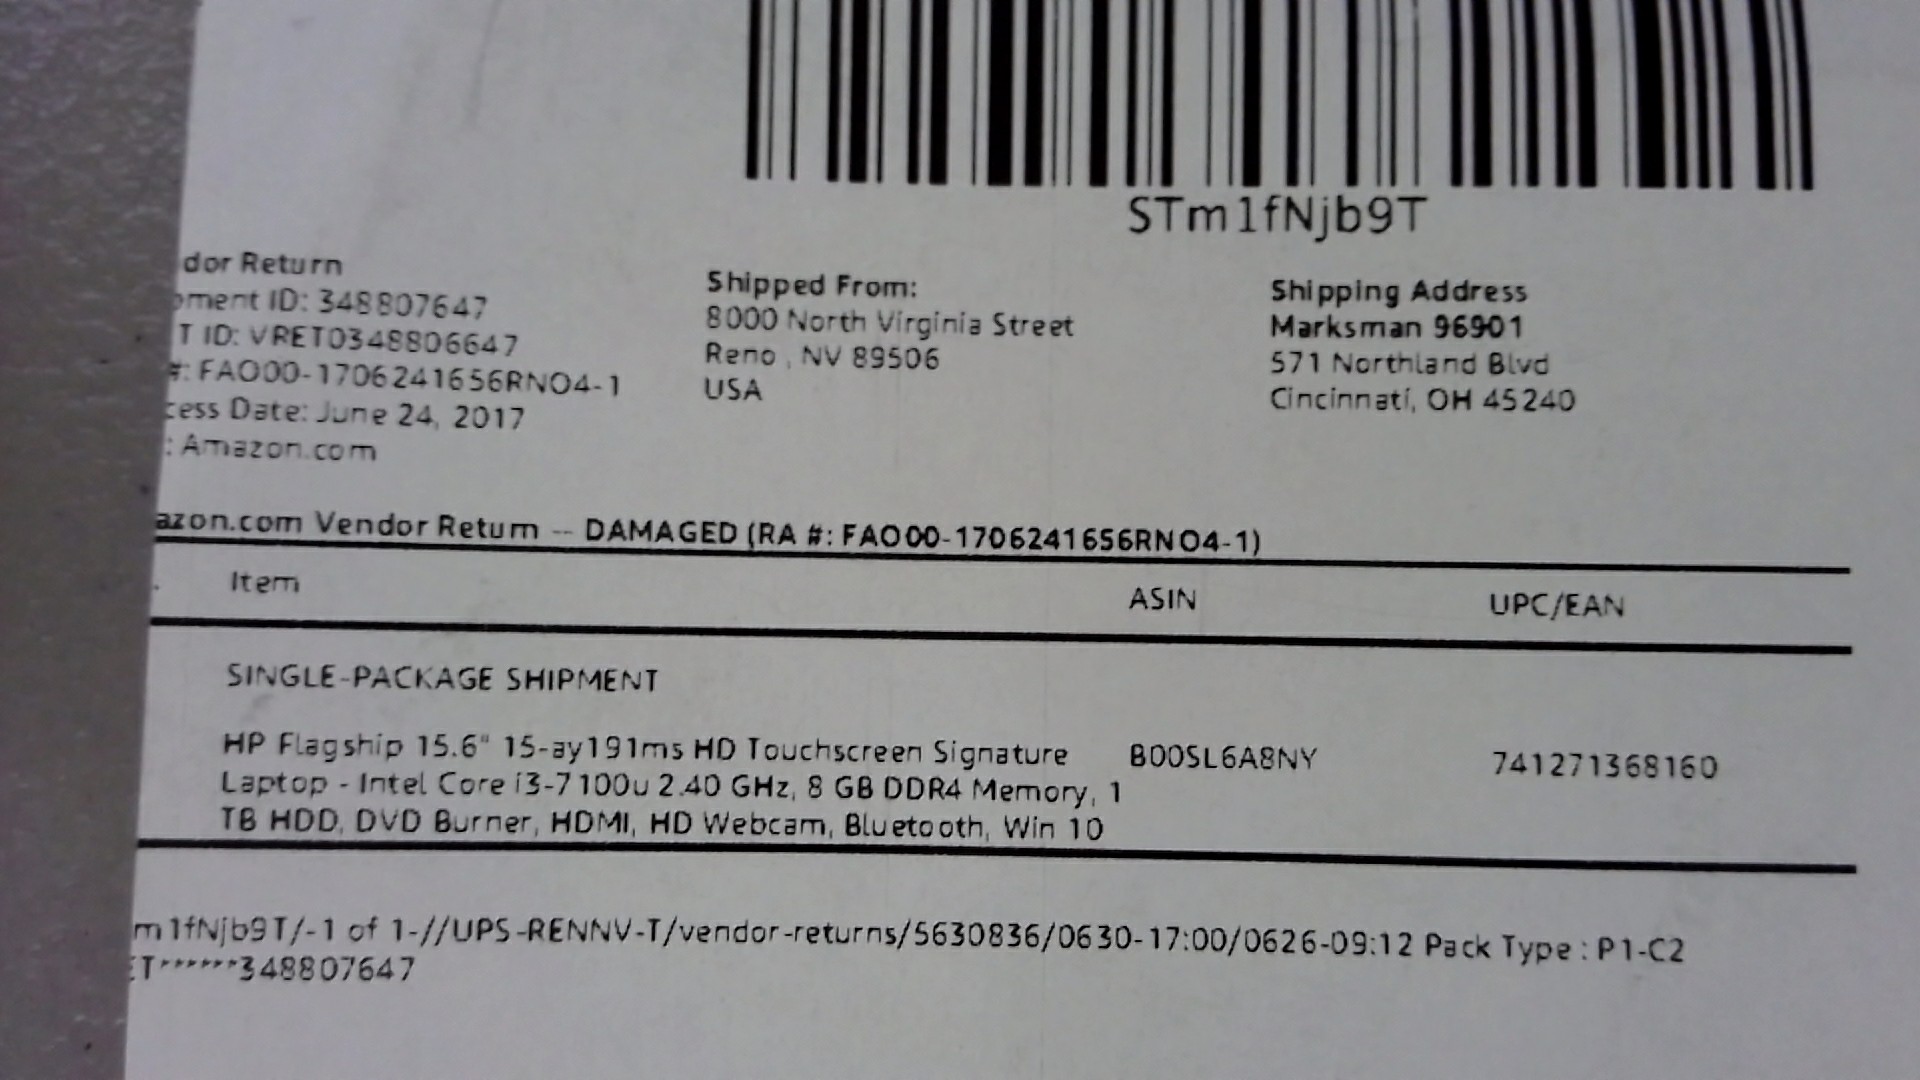 STm1fNjb9T
dor Return
pment ID: 348807647
T ID: VRET0348806647
#: FAO00-1706241656RNO4-1
cess Date: June 24, 2017
: Amazon.com
Shipped From:
8000 North Virginia Street
Reno , NV 89506
USA
Shipping Address
Marksman 96901
571 Northland Blvd
Cincinnati, OH 45240
azon.com Vendor Return -- DAMAGED (RA #: FAO00-1706241656RNO4-1)
Item ASIN UPC/EAN
SINGLE-PACKAGE SHIPMENT
HP Flagship 15.6" 15-ay191ms HD Touchscreen Signature B00SL6A8NY 741271368160
Laptop - Intel Core i3-7100u 2.40 GHz, 8 GB DDR4 Memory, 1
TB HDD, DVD Burner, HDMI, HD Webcam, Bluetooth, Win 10
m1fNjb9T/-1 of 1-//UPS-RENNV-T/vendor-returns/5630836/0630-17:00/0626-09:12 Pack Type : P1-C2
ET******348807647